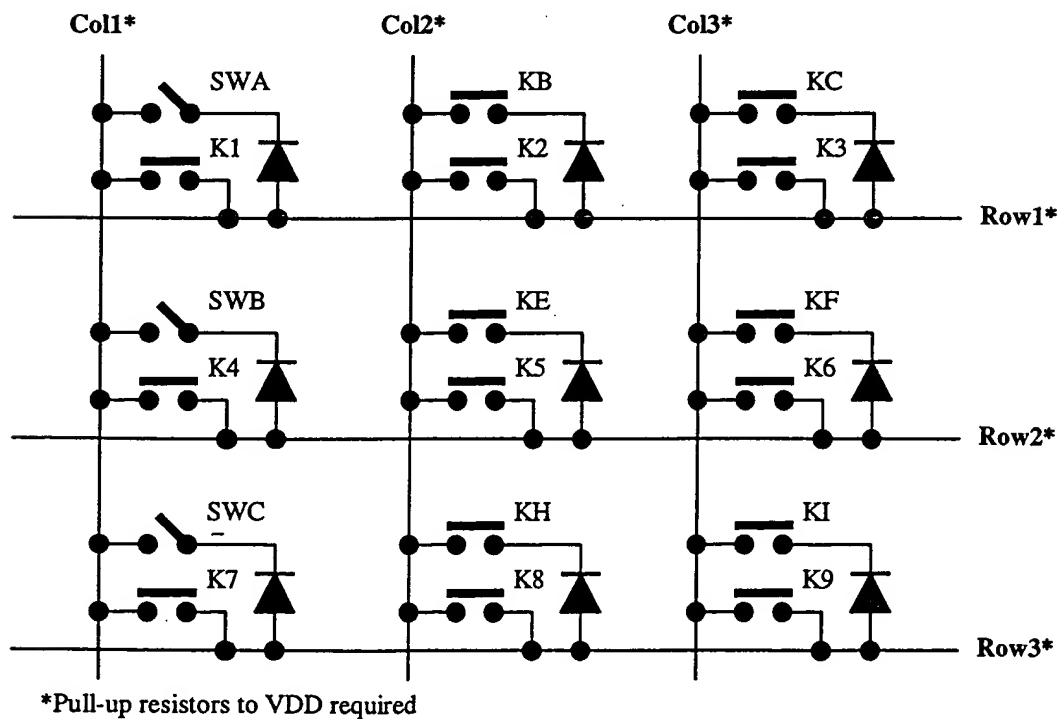 Col1* Col2* Col3*
SWA KB KC
K1 K2 K3
Row1*
SWB KE KF
K4 K5 K6
Row2*
SWC KH KI
K7 K8 K9
Row3*
*Pull-up resistors to VDD required